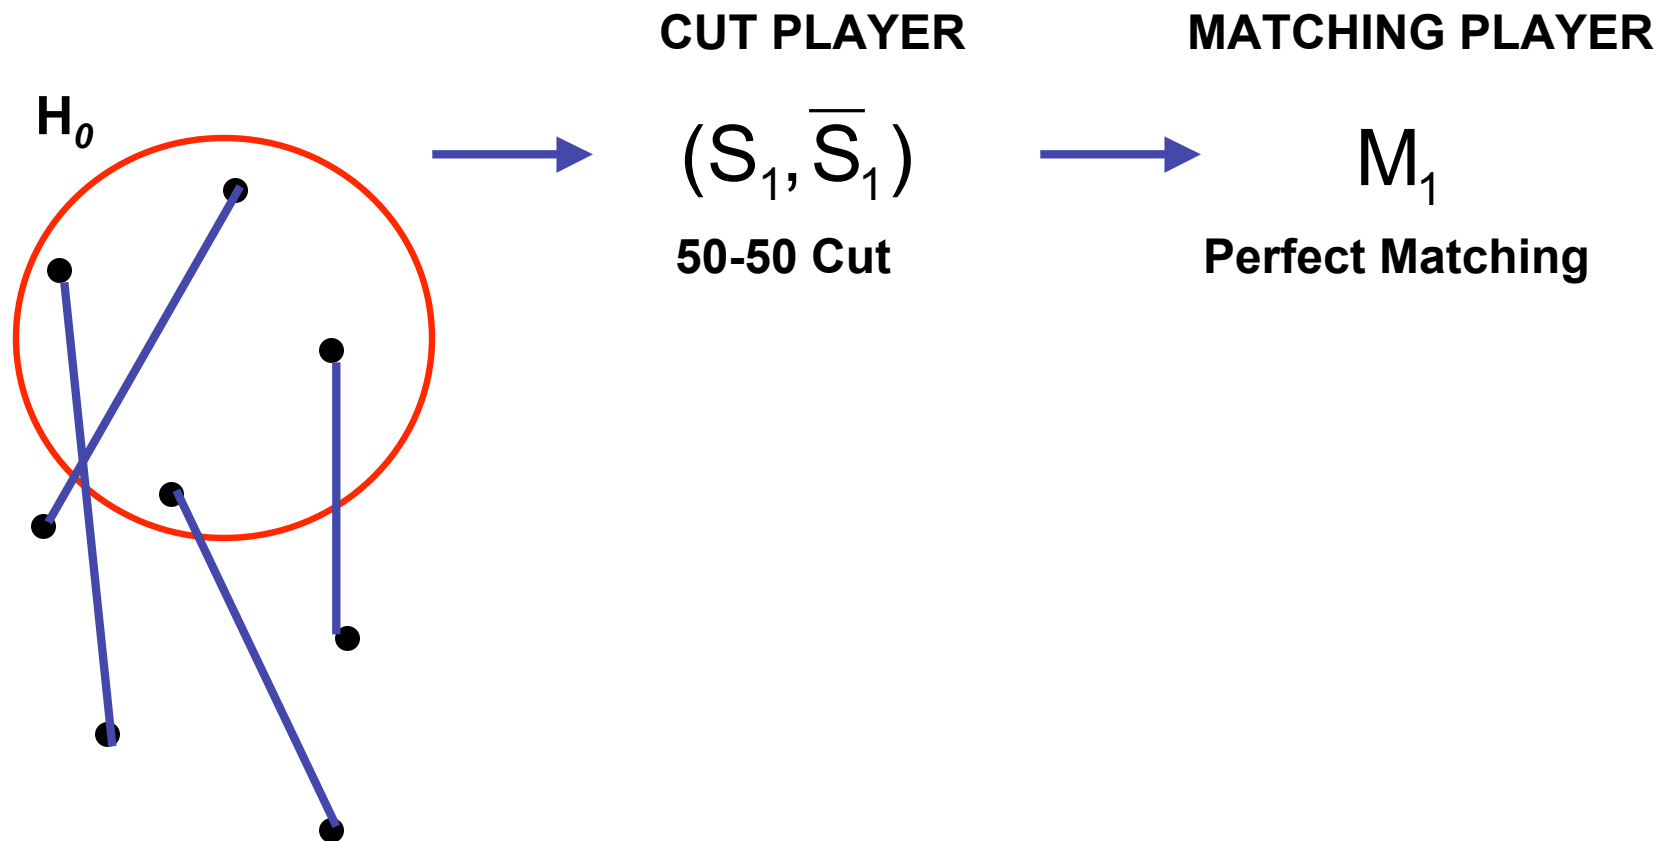 CUT PLAYER MATCHING PLAYER
H₀
(S₁, S̅₁) M₁
50-50 Cut Perfect Matching